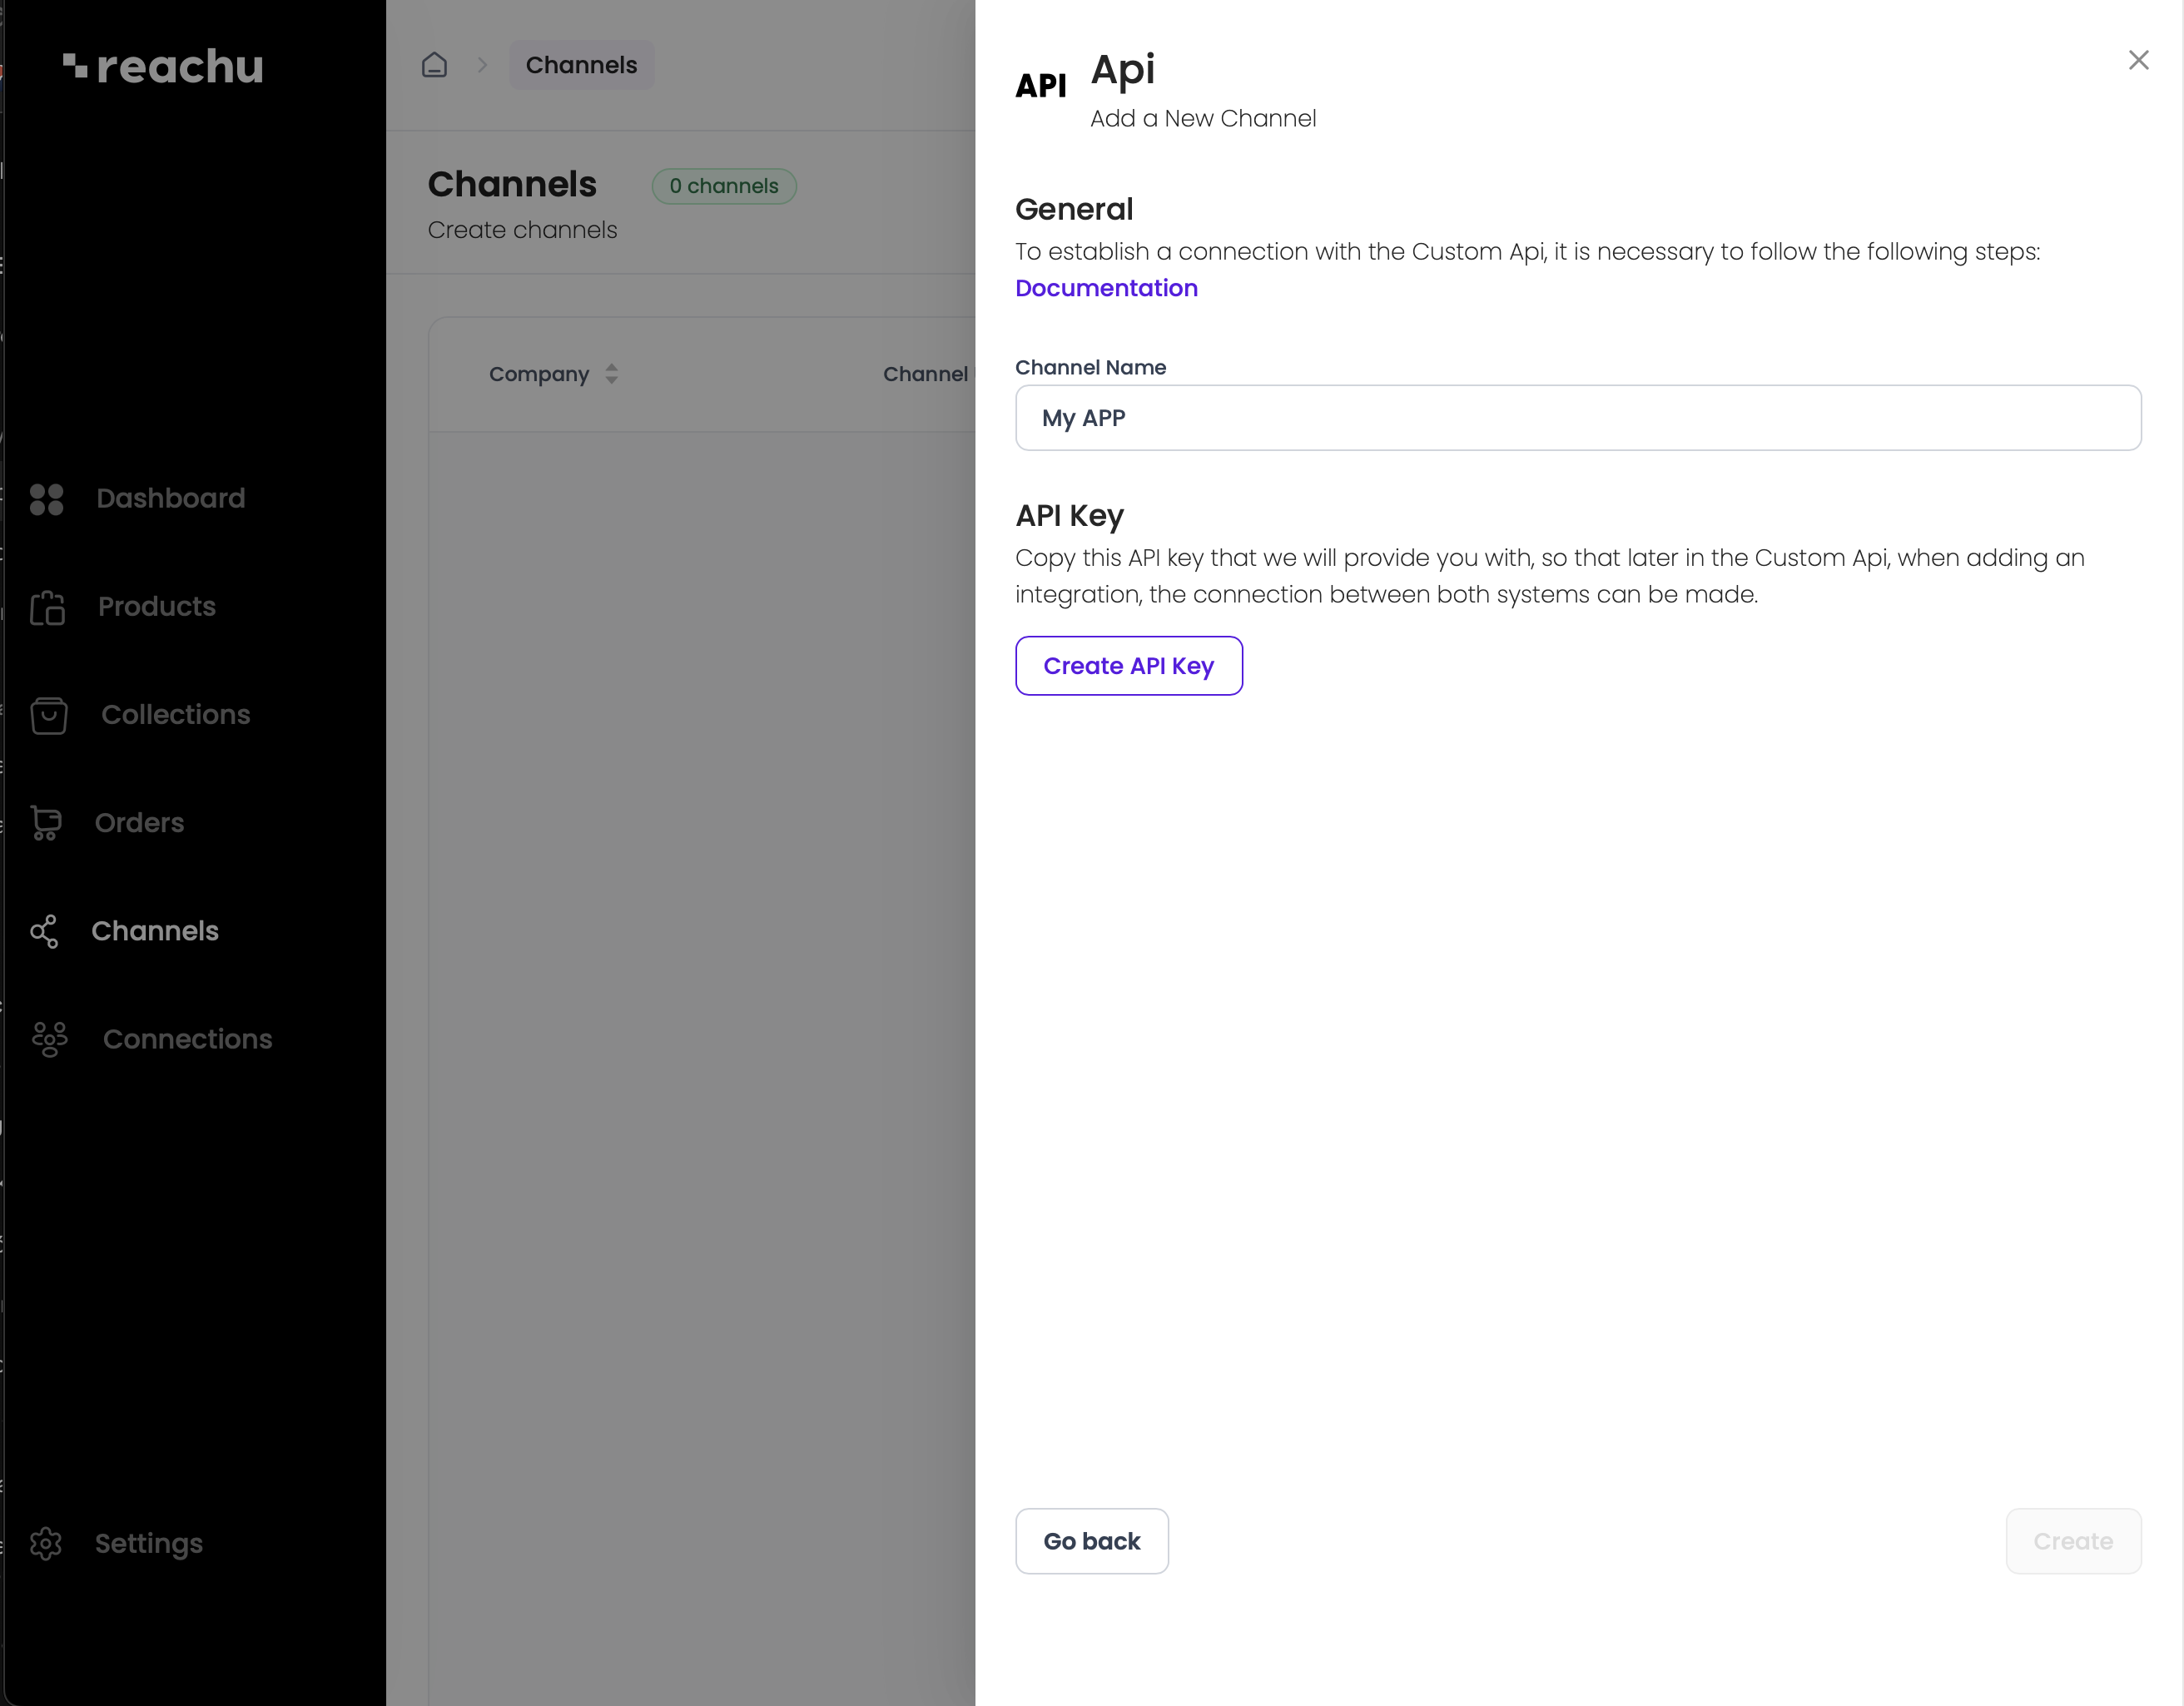 reachu
Dashboard
Products
Collections
Orders
Channels
Connections
Settings
Channels
Channels
0 channels
Create channels
Company
Channel
API
Api
Add a New Channel
General
To establish a connection with the Custom Api, it is necessary to follow the following steps:
Documentation
Channel Name
My APP
API Key
Copy this API key that we will provide you with, so that later in the Custom Api, when adding an
integration, the connection between both systems can be made.
Create API Key
Go back
Create